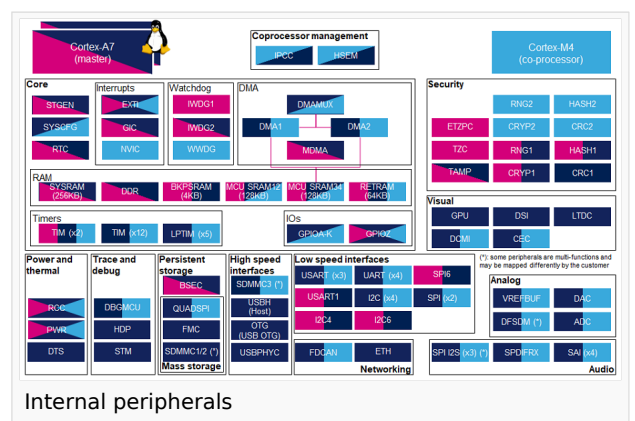 Cortex-A7
(master)
Coprocessor management
IPCC
HSEM
Cortex-M4
(co-processor)
Core
STGEN
SYSCFG
RTC
Interrupts
EXTI
GIC
NVIC
Watchdog
IWDG1
IWDG2
WWDG
DMA
DMAMUX
DMA1
DMA2
MDMA
Security
RNG2
HASH2
ETZPC
CRYP2
CRC2
TZC
RNG1
HASH1
TAMP
CRYP1
CRC1
RAM
SYSRAM
(256KB)
DDR
BKPSRAM
(4KB)
MCU SRAM12
(128KB)
MCU SRAM34
(128KB)
RETRAM
(64KB)
Timers
TIM (x2)
TIM (x12)
LPTIM (x5)
IOs
GPIOA-K
GPIOZ
Visual
GPU
DSI
LTDC
DCMI
CEC
(*): some peripherals are multi-functions and
may be mapped differently by the customer
Power and
thermal
RCC
PWR
DTS
Trace and
debug
DBGMCU
HDP
STM
Persistent
storage
BSEC
QUADSPI
FMC
SDMMC1/2 (*)
Mass storage
High speed
interfaces
SDMMC3 (*)
USBH
(Host)
OTG
(USB OTG)
USBPHYC
Low speed interfaces
USART (x3)
UART (x4)
SPI6
USART1
I2C (x4)
SPI (x2)
I2C4
I2C6
FDCAN
ETH
Networking
Analog
VREFBUF
DAC
DFSDM (*)
ADC
SPI I2S (x3) (*)
SPDIFRX
SAI (x4)
Audio
Internal peripherals